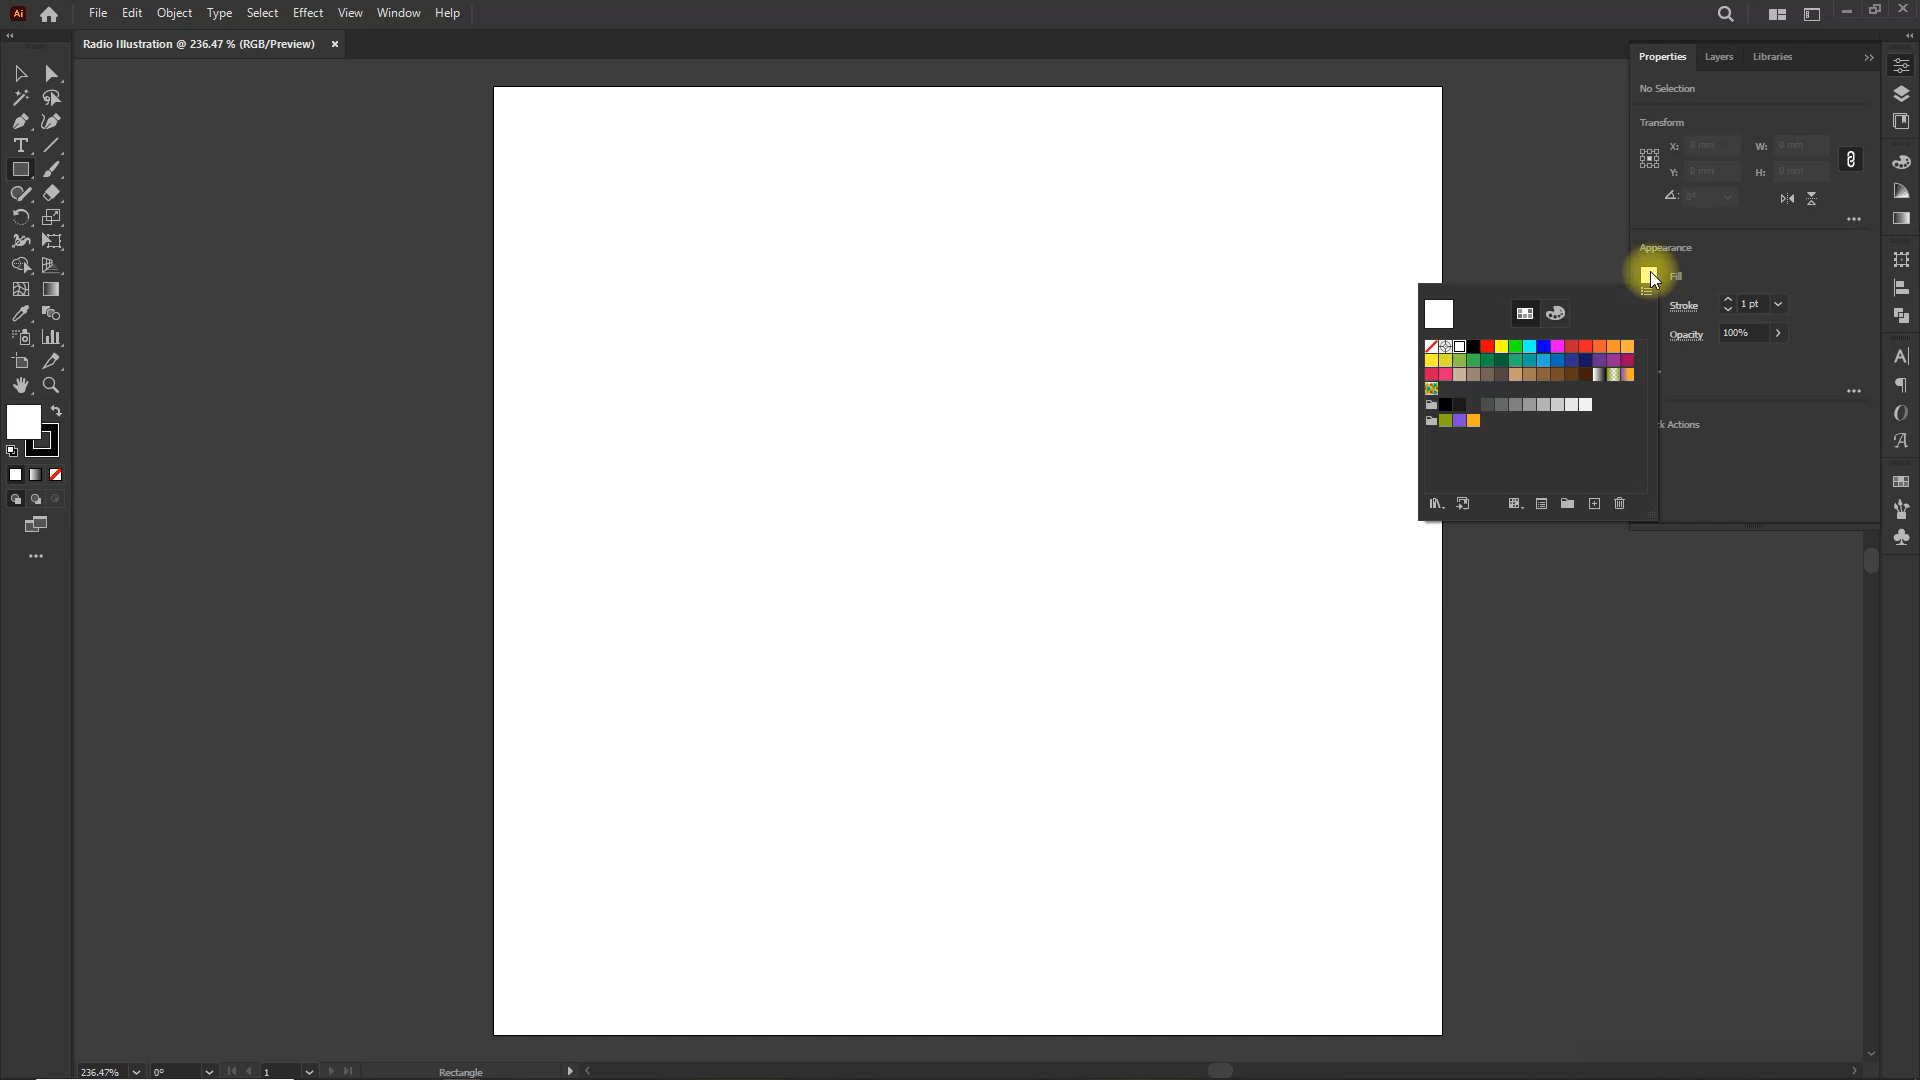 Ai File Edit Object Type Select Effect View Window Help
Radio Illustration @ 236.47 % (RGB/Preview) ×
Properties Layers Libraries
No Selection
Transform
X: 0 mm W: 0 mm
Y: 0 mm H: 0 mm
0°
Appearance
Fill
Stroke 1 pt
Opacity 100%
k Actions
236.47% 0° 1 Rectangle